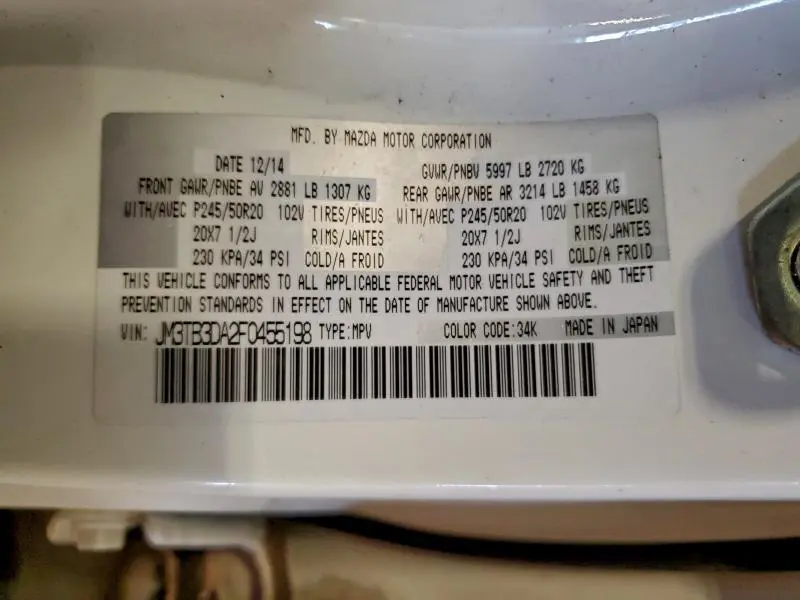 MFD. BY MAZDA MOTOR CORPORATION
DATE 12/14 GVWR/PNBV 5997 LB 2720 KG
FRONT GAWR/PNBE AV 2881 LB 1307 KG REAR GAWR/PNBE AR 3214 LB 1458 KG
WITH/AVEC P245/50R20 102V TIRES/PNEUS WITH/AVEC P245/50R20 102V TIRES/PNEUS
20X7 1/2J RIMS/JANTES 20X7 1/2J RIMS/JANTES
230 KPA/34 PSI COLD/A FROID 230 KPA/34 PSI COLD/A FROID
THIS VEHICLE CONFORMS TO ALL APPLICABLE FEDERAL MOTOR VEHICLE SAFETY AND THEFT
PREVENTION STANDARDS IN EFFECT ON THE DATE OF MANUFACTURE SHOWN ABOVE.
VIN: JM3TB3DA2F0455198 TYPE:MPV COLOR CODE:34K MADE IN JAPAN